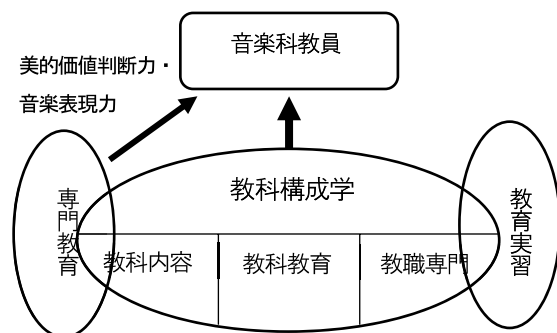 音楽科教員
美的価値判断力・
音楽表現力
教科構成学
専門教育
教育実習
教科内容
教科教育
教職専門